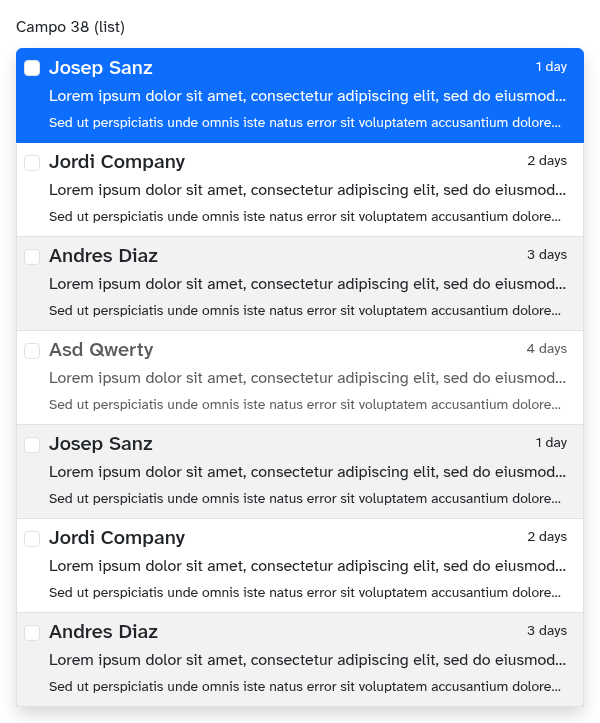 Campo 38 (list)
Josep Sanz 1 day
Lorem ipsum dolor sit amet, consectetur adipiscing elit, sed do eiusmod...
Sed ut perspiciatis unde omnis iste natus error sit voluptatem accusantium dolore...
Jordi Company 2 days
Lorem ipsum dolor sit amet, consectetur adipiscing elit, sed do eiusmod...
Sed ut perspiciatis unde omnis iste natus error sit voluptatem accusantium dolore...
Andres Diaz 3 days
Lorem ipsum dolor sit amet, consectetur adipiscing elit, sed do eiusmod...
Sed ut perspiciatis unde omnis iste natus error sit voluptatem accusantium dolore...
Asd Qwerty 4 days
Lorem ipsum dolor sit amet, consectetur adipiscing elit, sed do eiusmod...
Sed ut perspiciatis unde omnis iste natus error sit voluptatem accusantium dolore...
Josep Sanz 1 day
Lorem ipsum dolor sit amet, consectetur adipiscing elit, sed do eiusmod...
Sed ut perspiciatis unde omnis iste natus error sit voluptatem accusantium dolore...
Jordi Company 2 days
Lorem ipsum dolor sit amet, consectetur adipiscing elit, sed do eiusmod...
Sed ut perspiciatis unde omnis iste natus error sit voluptatem accusantium dolore...
Andres Diaz 3 days
Lorem ipsum dolor sit amet, consectetur adipiscing elit, sed do eiusmod...
Sed ut perspiciatis unde omnis iste natus error sit voluptatem accusantium dolore...